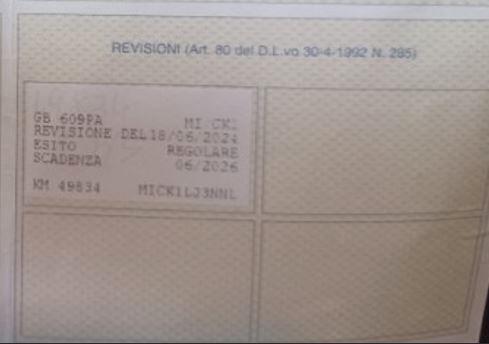 REVISIONI (Art. 80 del D.L.vo 30-4-1992 N. 285)
GB 609PA MI CK1
REVISIONE DEL 18/06/2024
ESITO REGOLARE
SCADENZA 06/2026
KM 49834 MICK1LJ3NNL